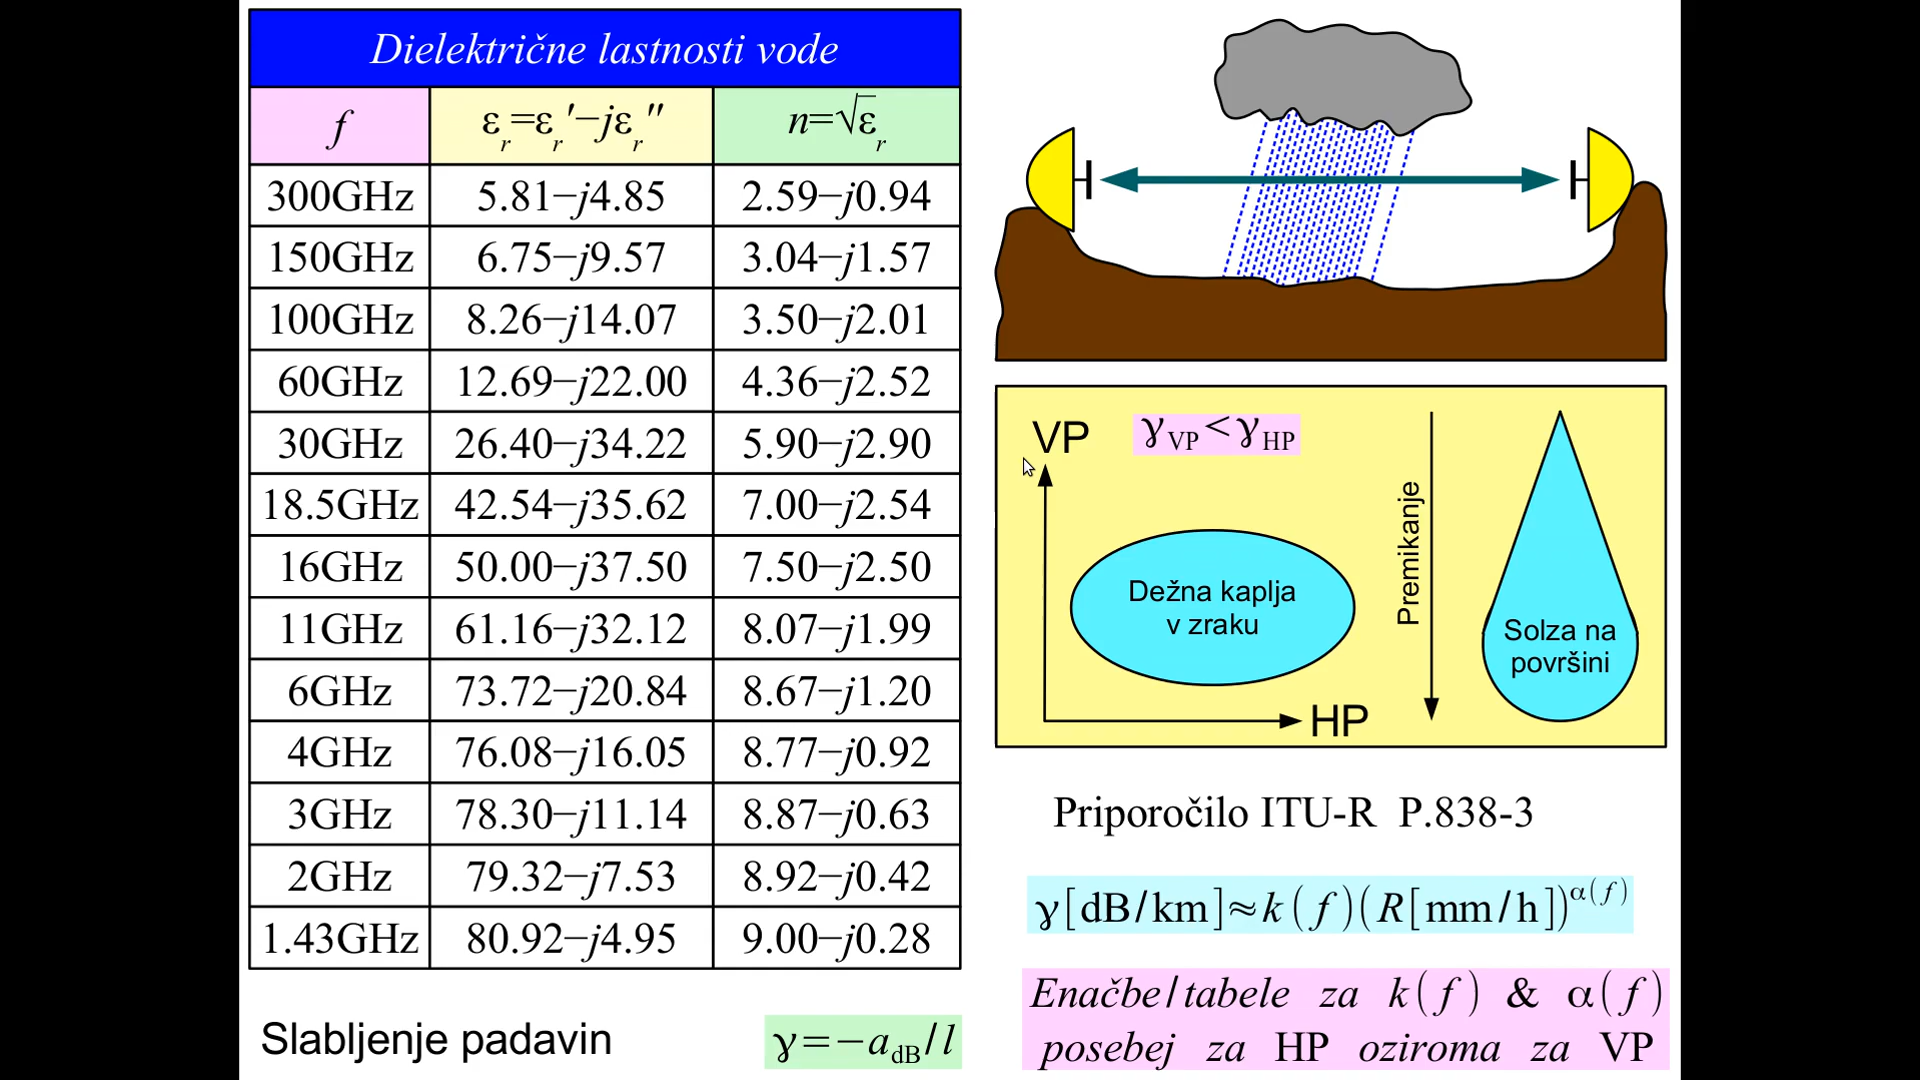 Dielektrične lastnosti vode
f εr=εr′−jεr″ n=√εr
300GHz 5.81−j4.85 2.59−j0.94
150GHz 6.75−j9.57 3.04−j1.57
100GHz 8.26−j14.07 3.50−j2.01
60GHz 12.69−j22.00 4.36−j2.52
30GHz 26.40−j34.22 5.90−j2.90
18.5GHz 42.54−j35.62 7.00−j2.54
16GHz 50.00−j37.50 7.50−j2.50
11GHz 61.16−j32.12 8.07−j1.99
6GHz 73.72−j20.84 8.67−j1.20
4GHz 76.08−j16.05 8.77−j0.92
3GHz 78.30−j11.14 8.87−j0.63
2GHz 79.32−j7.53 8.92−j0.42
1.43GHz 80.92−j4.95 9.00−j0.28
Slabljenje padavin γ=−adB/l
VP γVP<γHP
Dežna kaplja
v zraku
HP
Premikanje
Solza na
površini
Priporočilo ITU-R P.838-3
γ[dB/km]≈k(f)(R[mm/h])α(f)
Enačbe/tabele za k(f) & α(f)
posebej za HP oziroma za VP